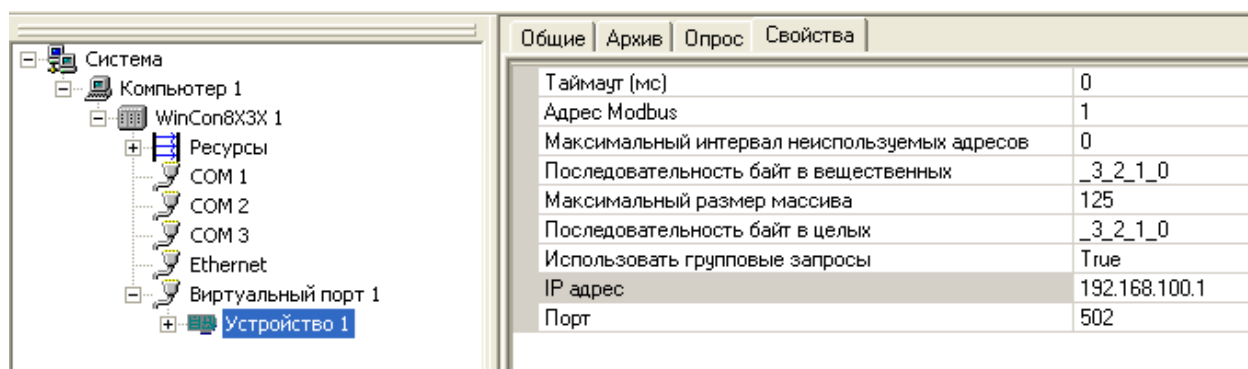 Система
Компьютер 1
WinCon8X3X 1
Ресурсы
COM 1
COM 2
COM 3
Ethernet
Виртуальный порт 1
Устройство 1
Общие Архив Опрос Свойства
Таймаут (мс) 0
Адрес Modbus 1
Максимальный интервал неиспользуемых адресов 0
Последовательность байт в вещественных _3_2_1_0
Максимальный размер массива 125
Последовательность байт в целых _3_2_1_0
Использовать групповые запросы True
IP адрес 192.168.100.1
Порт 502